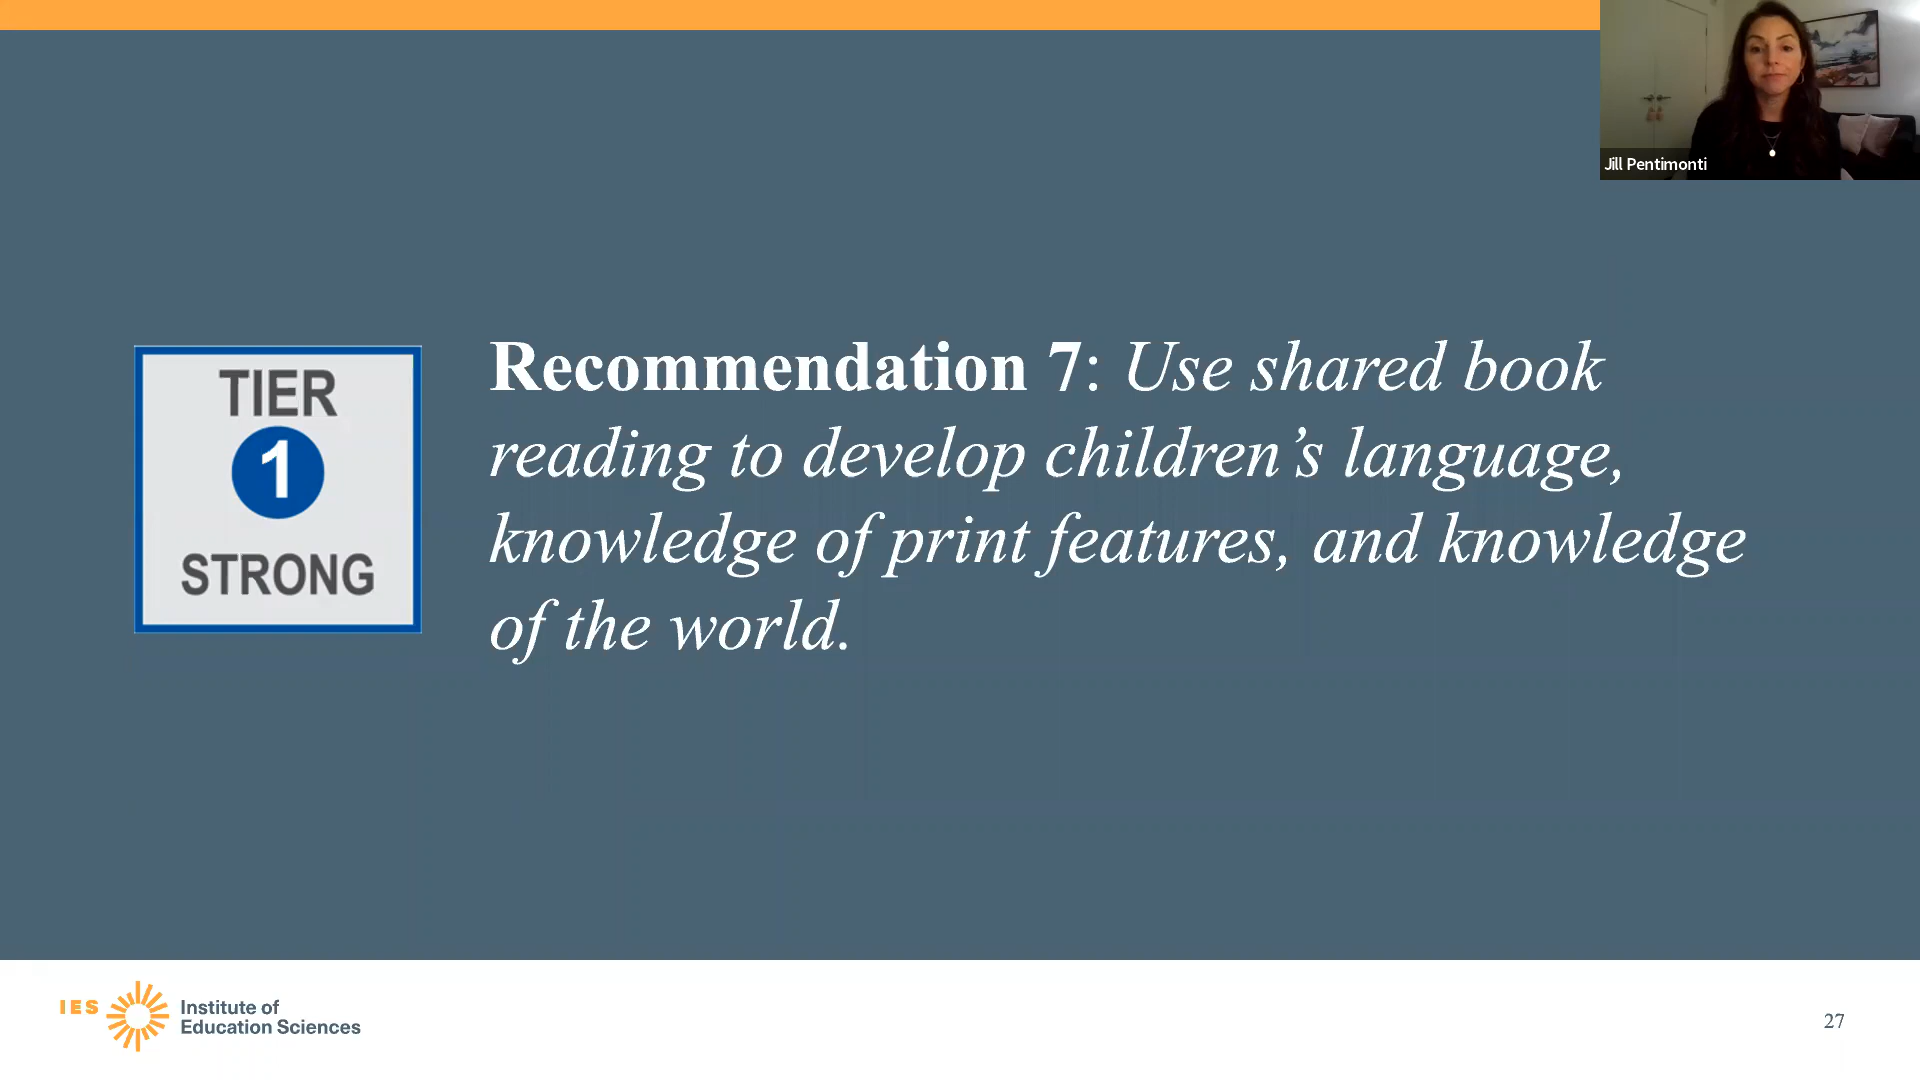 Jill Pentimonti
TIER
1
STRONG
Recommendation 7: Use shared book
reading to develop children’s language,
knowledge of print features, and knowledge
of the world.
IES
Institute of
Education Sciences
27